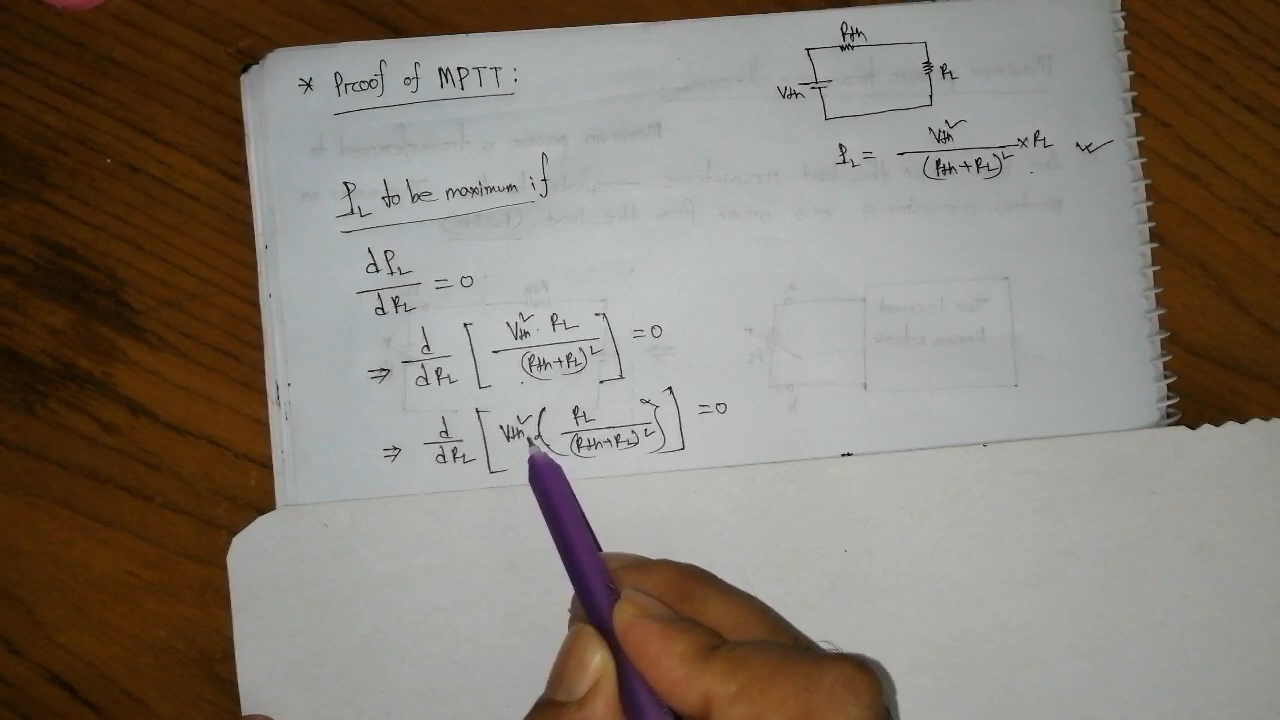 * Proof of MPTT:
Rth
Vth
RL
PL = Vth² / (Rth+RL)² × RL
PL to be maximum if
dPL / dRL = 0
⇒ d / dRL [ Vth² . RL / (Rth+RL)² ] = 0
⇒ d / dRL [ Vth² . { RL / (Rth+RL)² } ] = 0